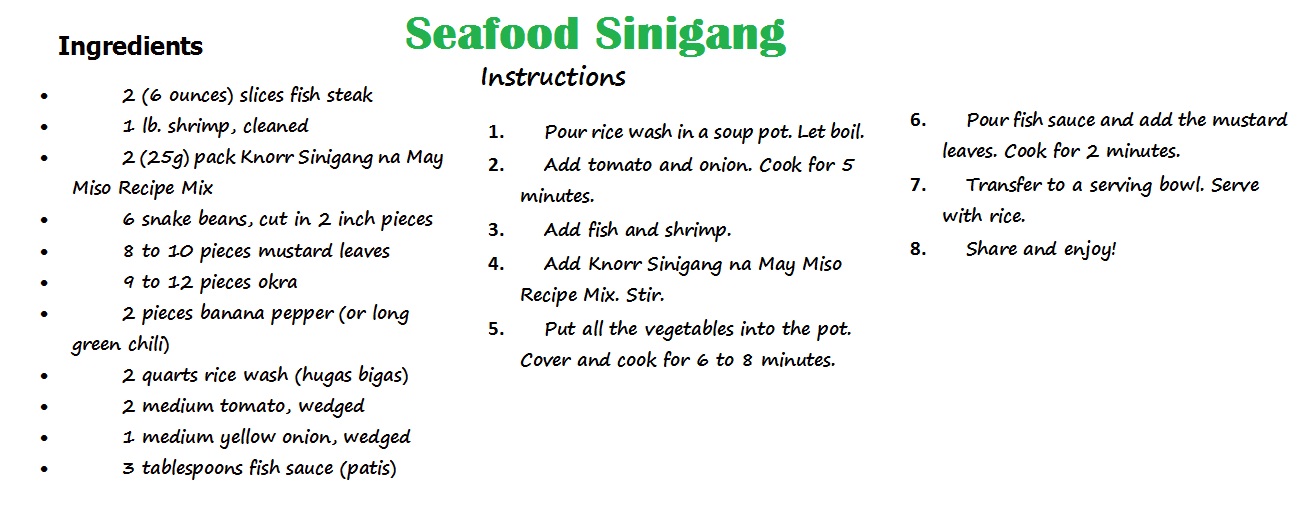 Seafood Sinigang
Ingredients
• 2 (6 ounces) slices fish steak
• 1 lb. shrimp, cleaned
• 2 (25g) pack Knorr Sinigang na May
Miso Recipe Mix
• 6 snake beans, cut in 2 inch pieces
• 8 to 10 pieces mustard leaves
• 9 to 12 pieces okra
• 2 pieces banana pepper (or long
green chili)
• 2 quarts rice wash (hugas bigas)
• 2 medium tomato, wedged
• 1 medium yellow onion, wedged
• 3 tablespoons fish sauce (patis)
Instructions
1. Pour rice wash in a soup pot. Let boil.
2. Add tomato and onion. Cook for 5
minutes.
3. Add fish and shrimp.
4. Add Knorr Sinigang na May Miso
Recipe Mix. Stir.
5. Put all the vegetables into the pot.
Cover and cook for 6 to 8 minutes.
6. Pour fish sauce and add the mustard
leaves. Cook for 2 minutes.
7. Transfer to a serving bowl. Serve
with rice.
8. Share and enjoy!